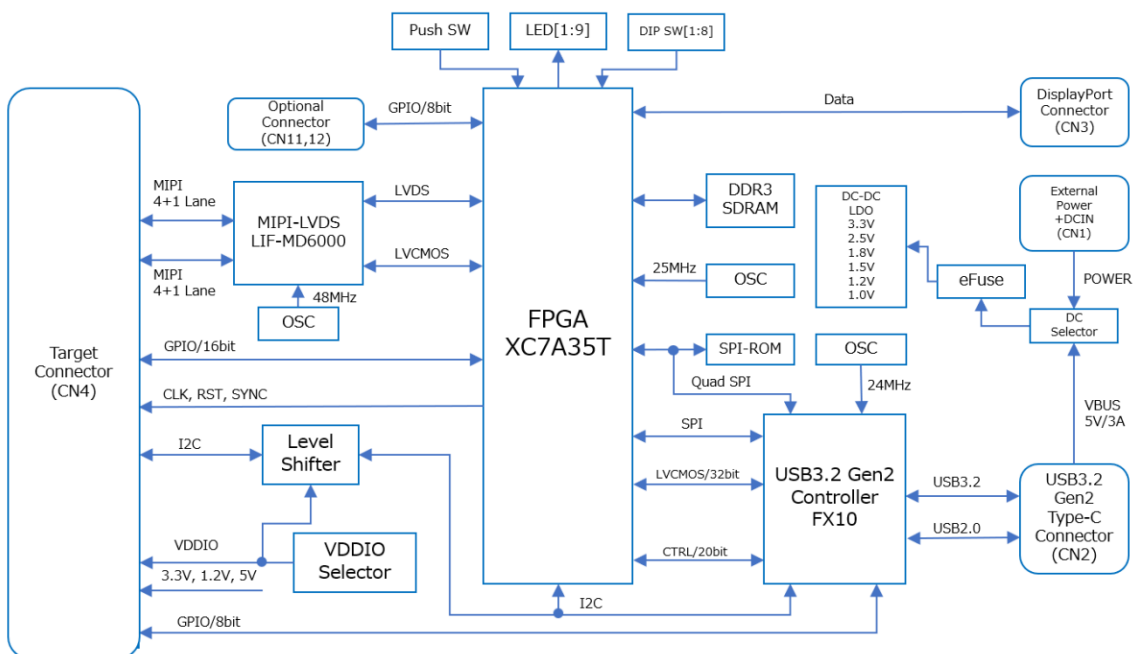 Push SW
LED[1:9]
DIP SW[1:8]
Optional
Connector
(CN11,12)
GPIO/8bit
Data
DisplayPort
Connector
(CN3)
MIPI
4+1 Lane
MIPI-LVDS
LIF-MD6000
LVDS
LVCMOS
MIPI
4+1 Lane
48MHz
OSC
DDR3
SDRAM
DC-DC
LDO
3.3V
2.5V
1.8V
1.5V
1.2V
1.0V
External
Power
+DCIN
(CN1)
POWER
eFuse
DC
Selector
25MHz
OSC
FPGA
XC7A35T
Target
Connector
(CN4)
GPIO/16bit
SPI-ROM
OSC
Quad SPI
24MHz
CLK, RST, SYNC
VBUS
5V/3A
I2C
Level
Shifter
SPI
LVCMOS/32bit
CTRL/20bit
USB3.2 Gen2
Controller
FX10
USB3.2
USB2.0
USB3.2
Gen2
Type-C
Connector
(CN2)
VDDIO
VDDIO
Selector
3.3V, 1.2V, 5V
I2C
GPIO/8bit